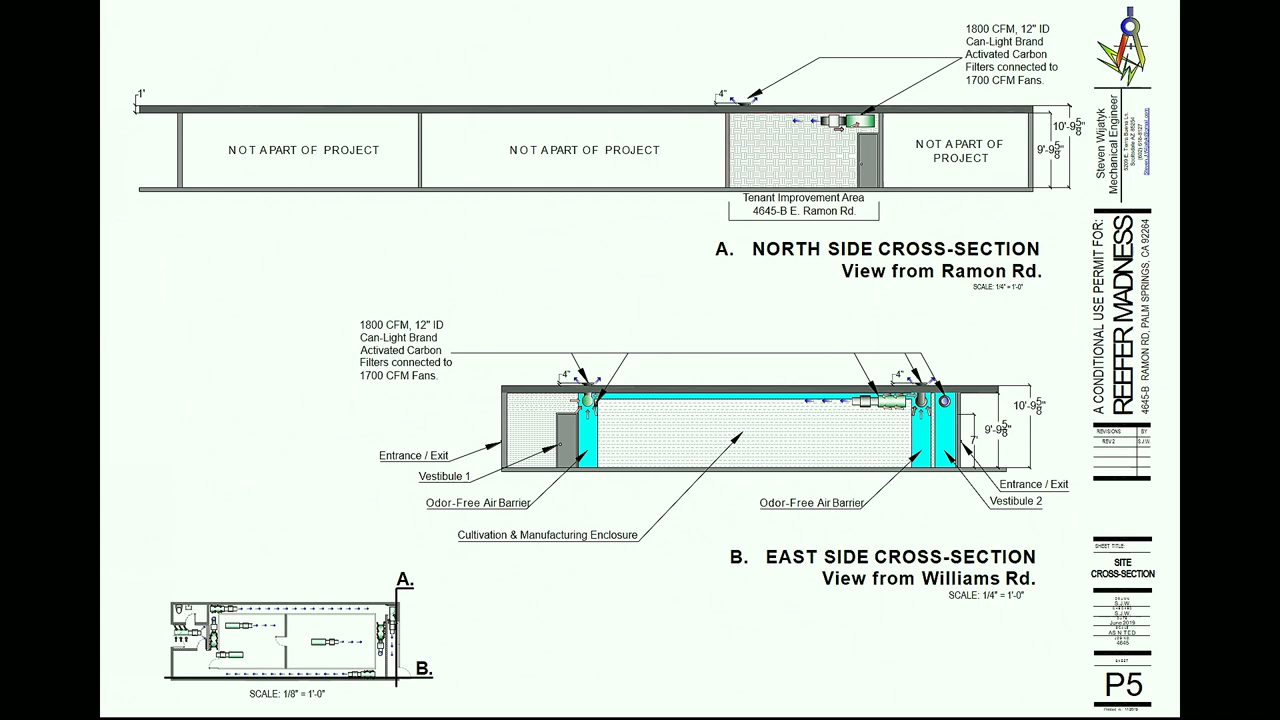 1800 CFM, 12" ID
Can-Light Brand
Activated Carbon
Filters connected to
1700 CFM Fans.
1'
4"
NOT A PART OF PROJECT
NOT A PART OF PROJECT
NOT A PART OF
PROJECT
10'-9 5/8"
9'-9 5/8"
Tenant Improvement Area
4645-B E. Ramon Rd.
A. NORTH SIDE CROSS-SECTION
View from Ramon Rd.
SCALE: 1/4" = 1'-0"
1800 CFM, 12" ID
Can-Light Brand
Activated Carbon
Filters connected to
1700 CFM Fans.
4"
4"
10'-9 5/8"
9'-9 5/8"
7'
Entrance / Exit
Vestibule 1
Odor-Free Air Barrier
Cultivation & Manufacturing Enclosure
Odor-Free Air Barrier
Entrance / Exit
Vestibule 2
B. EAST SIDE CROSS-SECTION
View from Williams Rd.
SCALE: 1/4" = 1'-0"
A.
B.
SCALE: 1/8" = 1'-0"
Steven Wijatyk
Mechanical Engineer
Scottsdale AZ 85254
A CONDITIONAL USE PERMIT FOR:
REEFER MADNESS
4645-B RAMON RD, PALM SPRINGS, CA 92264
REVISIONS BY
REV.2 S.J.W.
SHEET TITLE:
SITE
CROSS-SECTION
S.J.W.
S.J.W.
June 2019
AS NTED
4645
SHEET
P5